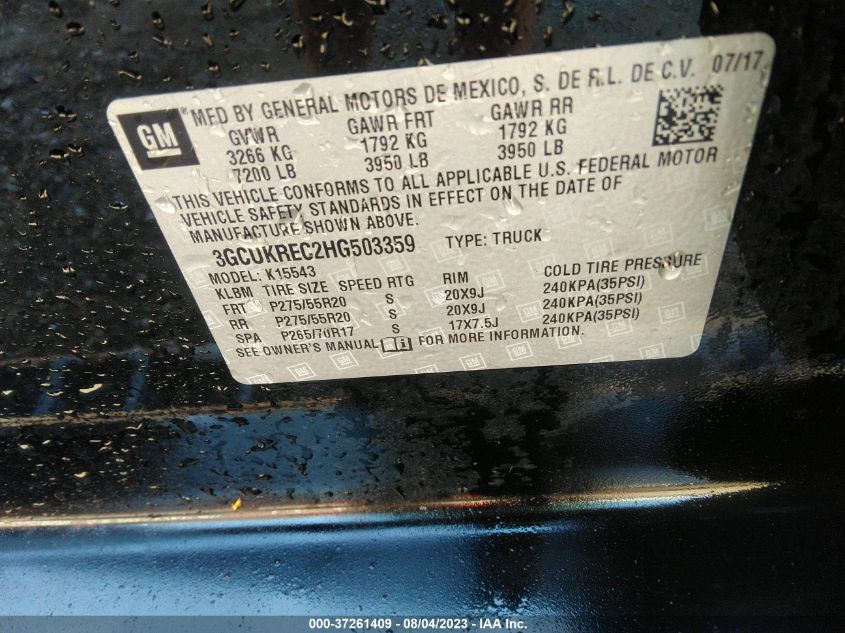 GM ® MFD BY GENERAL MOTORS DE MEXICO, S. DE R.L. DE C.V. 07/17
GVWR GAWR FRT GAWR RR
3266 KG 1792 KG 1792 KG
7200 LB 3950 LB 3950 LB
THIS VEHICLE CONFORMS TO ALL APPLICABLE U.S. FEDERAL MOTOR
VEHICLE SAFETY STANDARDS IN EFFECT ON THE DATE OF
MANUFACTURE SHOWN ABOVE.
3GCUKREC2HG503359 TYPE: TRUCK
MODEL: K15543
KLBM TIRE SIZE SPEED RTG RIM COLD TIRE PRESSURE
FRT P275/55R20 S 20X9J 240KPA(35PSI)
RR P275/55R20 S 20X9J 240KPA(35PSI)
SPA P265/70R17 S 17X7.5J 240KPA(35PSI)
SEE OWNER'S MANUAL i FOR MORE INFORMATION.
000-37261409 - 08/04/2023 - IAA Inc.